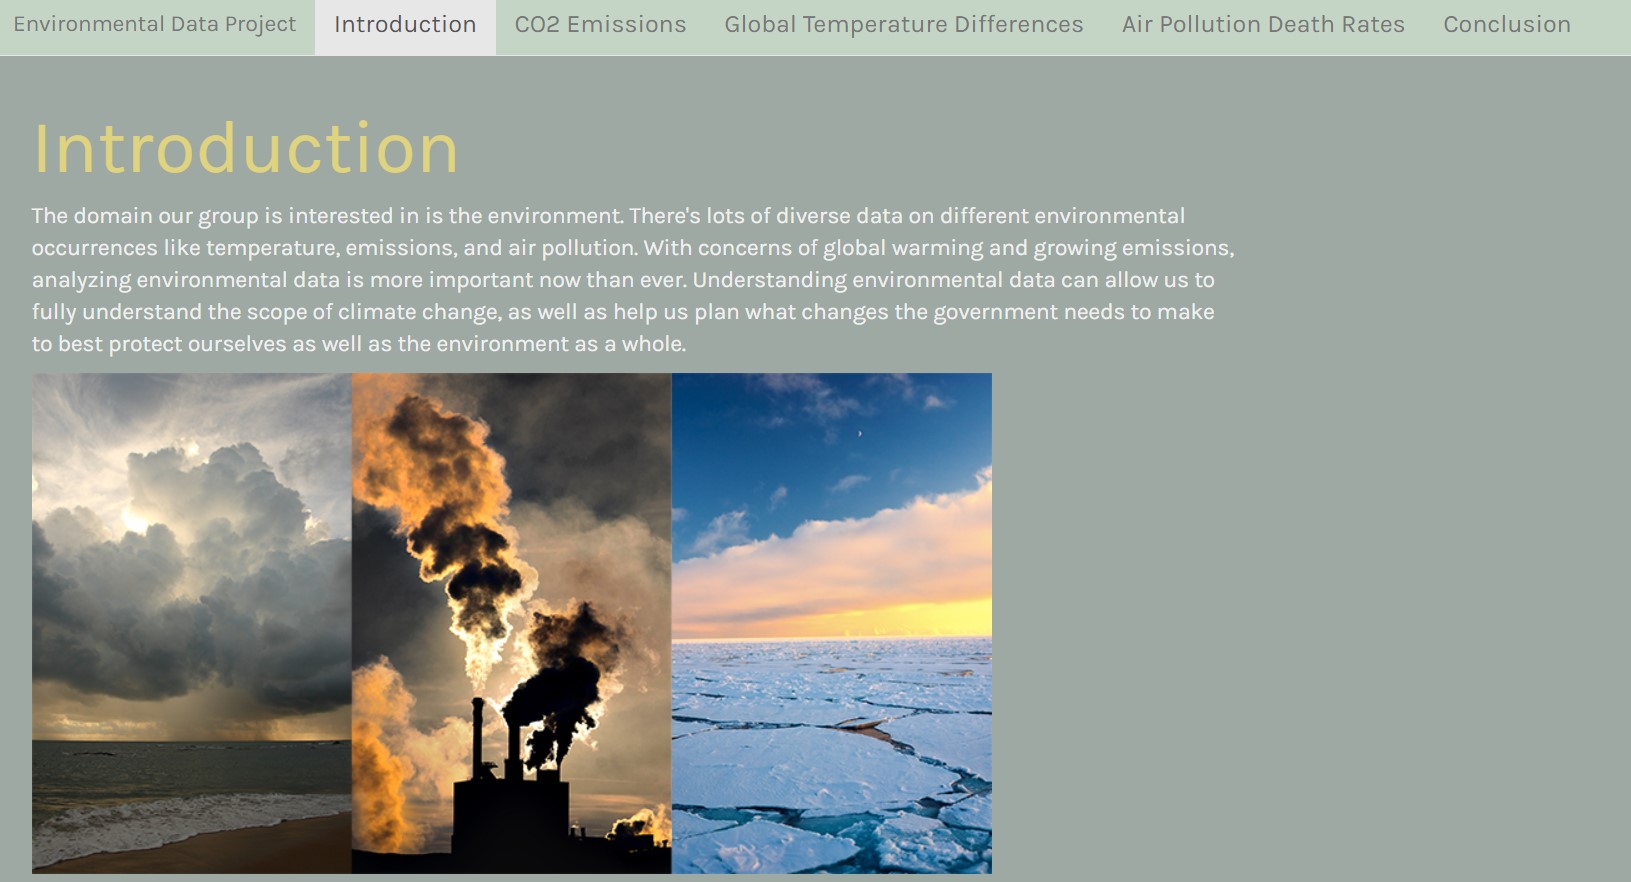 Environmental Data Project Introduction CO2 Emissions Global Temperature Differences Air Pollution Death Rates Conclusion
Introduction
The domain our group is interested in is the environment. There's lots of diverse data on different environmental
occurrences like temperature, emissions, and air pollution. With concerns of global warming and growing emissions,
analyzing environmental data is more important now than ever. Understanding environmental data can allow us to
fully understand the scope of climate change, as well as help us plan what changes the government needs to make
to best protect ourselves as well as the environment as a whole.